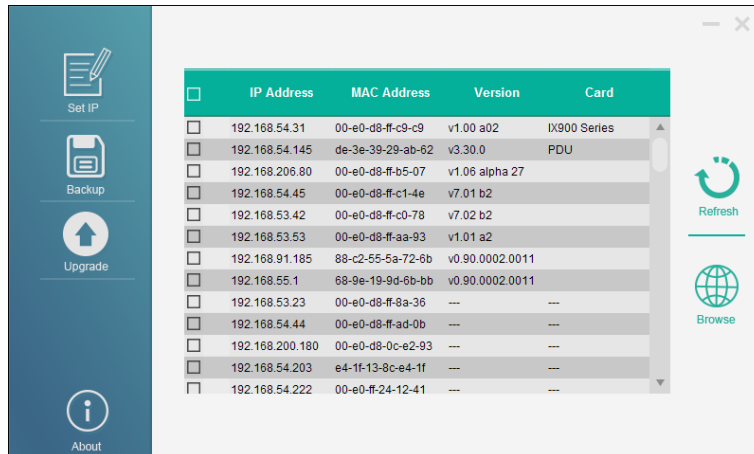 Set IP
Backup
Upgrade
About
IP Address MAC Address Version Card
192.168.54.31 00-e0-d8-ff-c9-c9 v1.00 a02 IX900 Series
192.168.54.145 de-3e-39-29-ab-62 v3.30.0 PDU
192.168.206.80 00-e0-d8-ff-b5-07 v1.06 alpha 27
192.168.54.45 00-e0-d8-ff-c1-4e v7.01 b2
192.168.53.42 00-e0-d8-ff-c0-78 v7.02 b2
192.168.53.53 00-e0-d8-ff-aa-93 v1.01 a2
192.168.91.185 88-c2-55-5a-72-6b v0.90.0002.0011
192.168.55.1 68-9e-19-9d-6b-bb v0.90.0002.0011
192.168.53.23 00-e0-d8-ff-8a-36 --- ---
192.168.54.44 00-e0-d8-ff-ad-0b --- ---
192.168.200.180 00-e0-d8-0c-e2-93 --- ---
192.168.54.203 e4-1f-13-8c-e4-1f --- ---
192.168.54.222 00-e0-ff-24-12-41 --- ---
Refresh
Browse